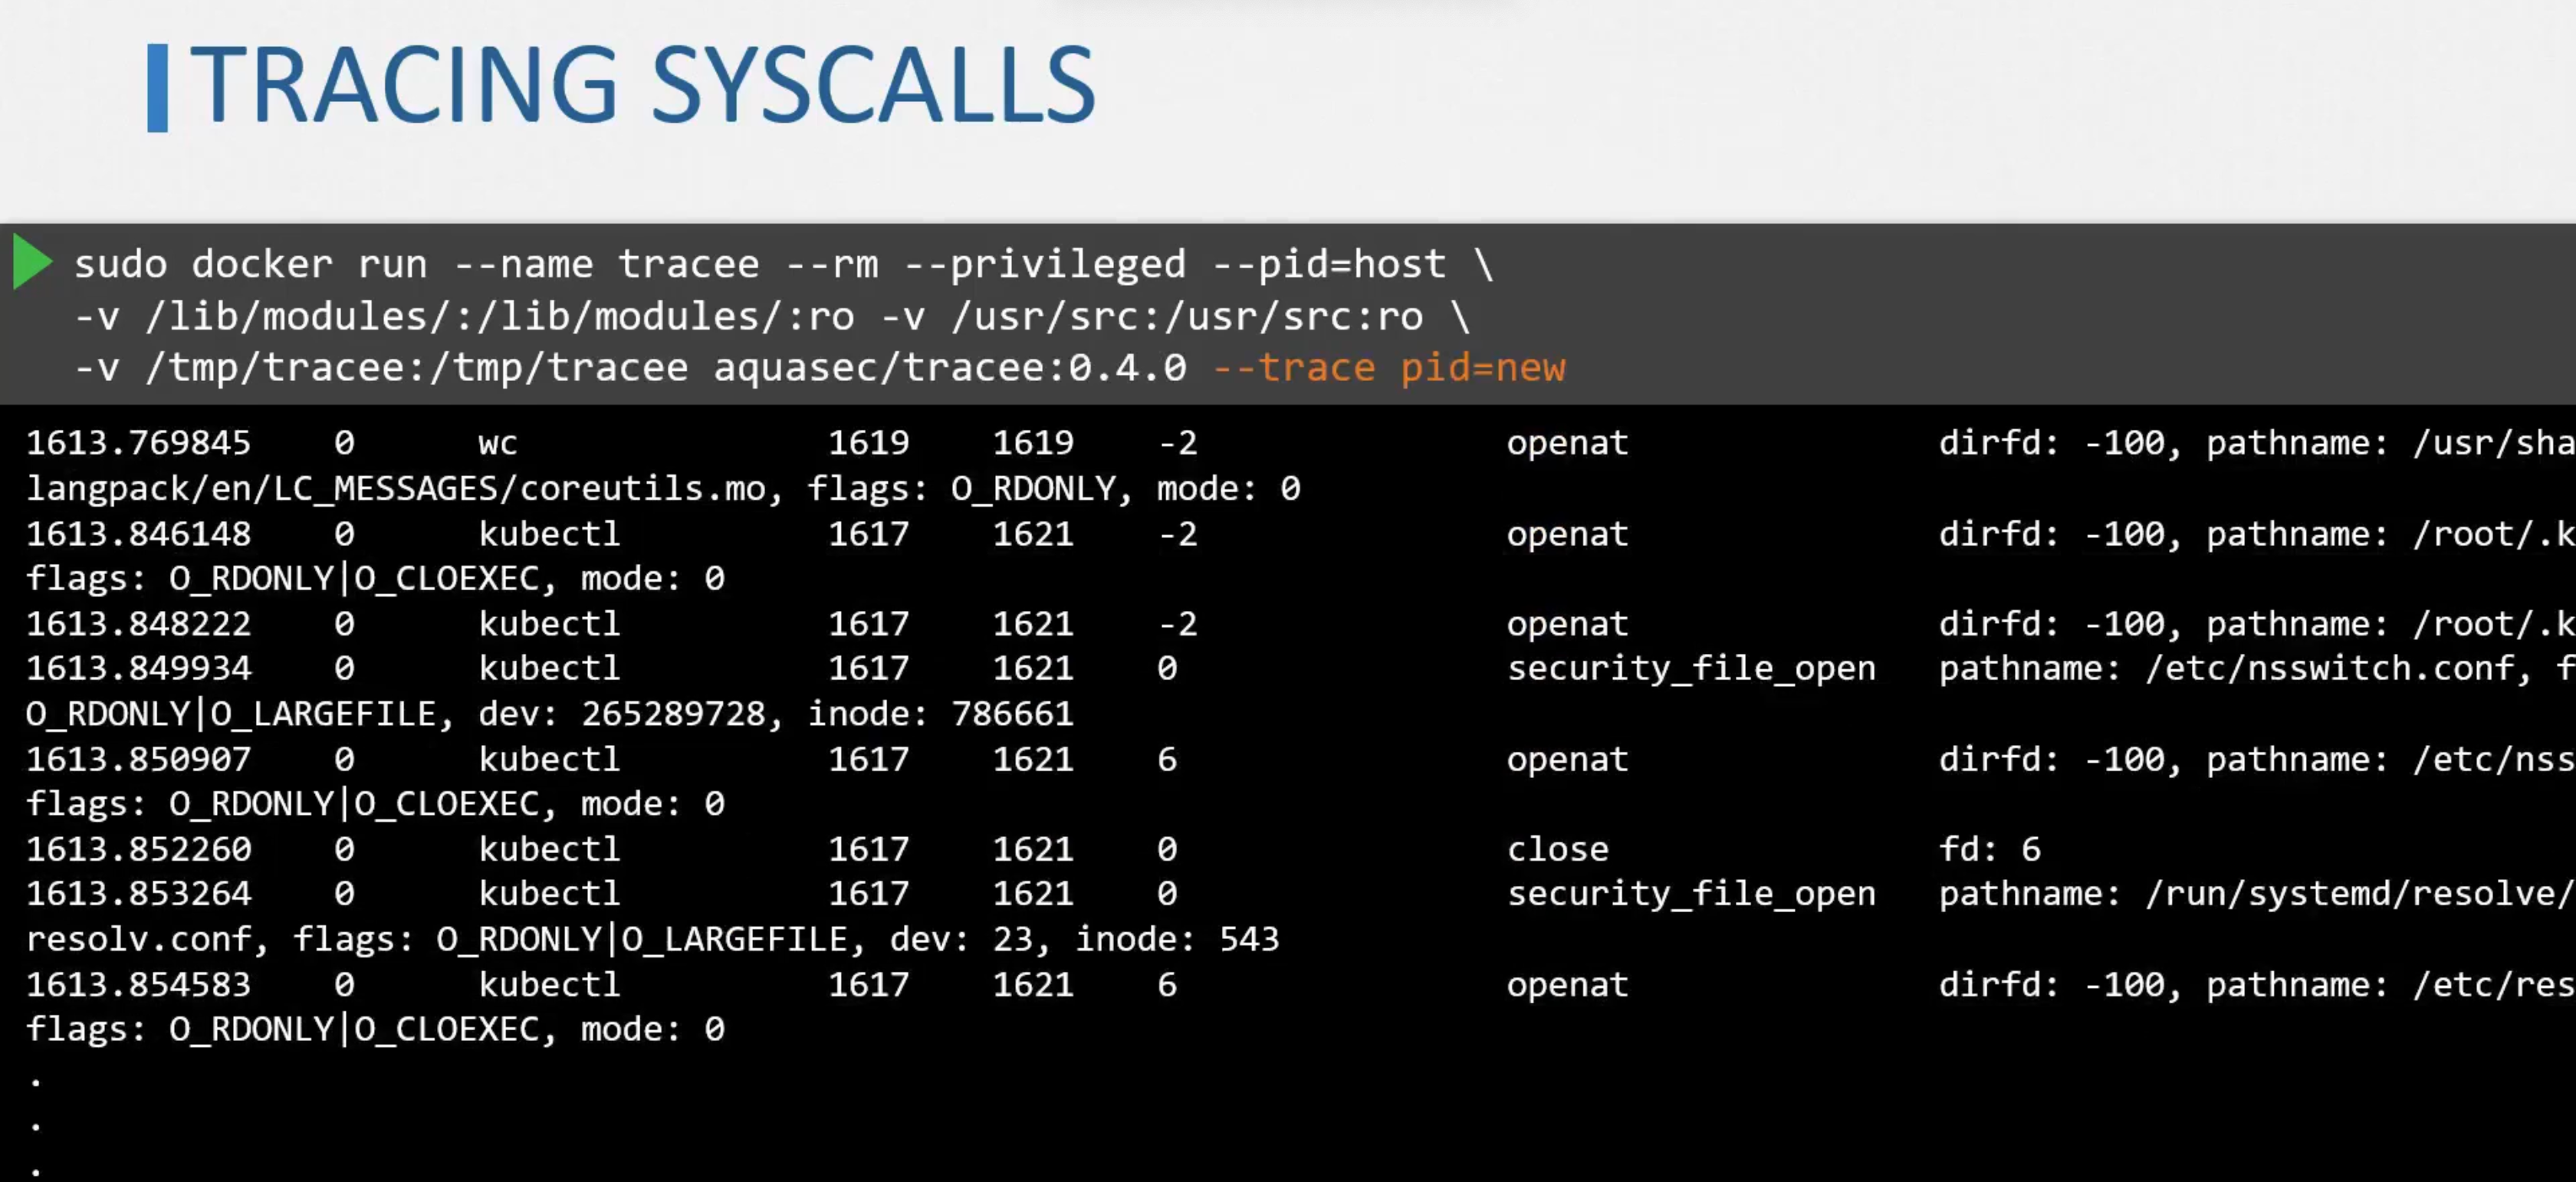 TRACING SYSCALLS
sudo docker run --name tracee --rm --privileged --pid=host \
-v /lib/modules/:/lib/modules/:ro -v /usr/src:/usr/src:ro \
-v /tmp/tracee:/tmp/tracee aquasec/tracee:0.4.0 --trace pid=new
1613.769845 0 wc 1619 1619 -2 openat dirfd: -100, pathname: /usr/sha
langpack/en/LC_MESSAGES/coreutils.mo, flags: O_RDONLY, mode: 0
1613.846148 0 kubectl 1617 1621 -2 openat dirfd: -100, pathname: /root/.k
flags: O_RDONLY|O_CLOEXEC, mode: 0
1613.848222 0 kubectl 1617 1621 -2 openat dirfd: -100, pathname: /root/.k
1613.849934 0 kubectl 1617 1621 0 security_file_open pathname: /etc/nsswitch.conf, f
O_RDONLY|O_LARGEFILE, dev: 265289728, inode: 786661
1613.850907 0 kubectl 1617 1621 6 openat dirfd: -100, pathname: /etc/nss
flags: O_RDONLY|O_CLOEXEC, mode: 0
1613.852260 0 kubectl 1617 1621 0 close fd: 6
1613.853264 0 kubectl 1617 1621 0 security_file_open pathname: /run/systemd/resolve/
resolv.conf, flags: O_RDONLY|O_LARGEFILE, dev: 23, inode: 543
1613.854583 0 kubectl 1617 1621 6 openat dirfd: -100, pathname: /etc/res
flags: O_RDONLY|O_CLOEXEC, mode: 0
.
.
.